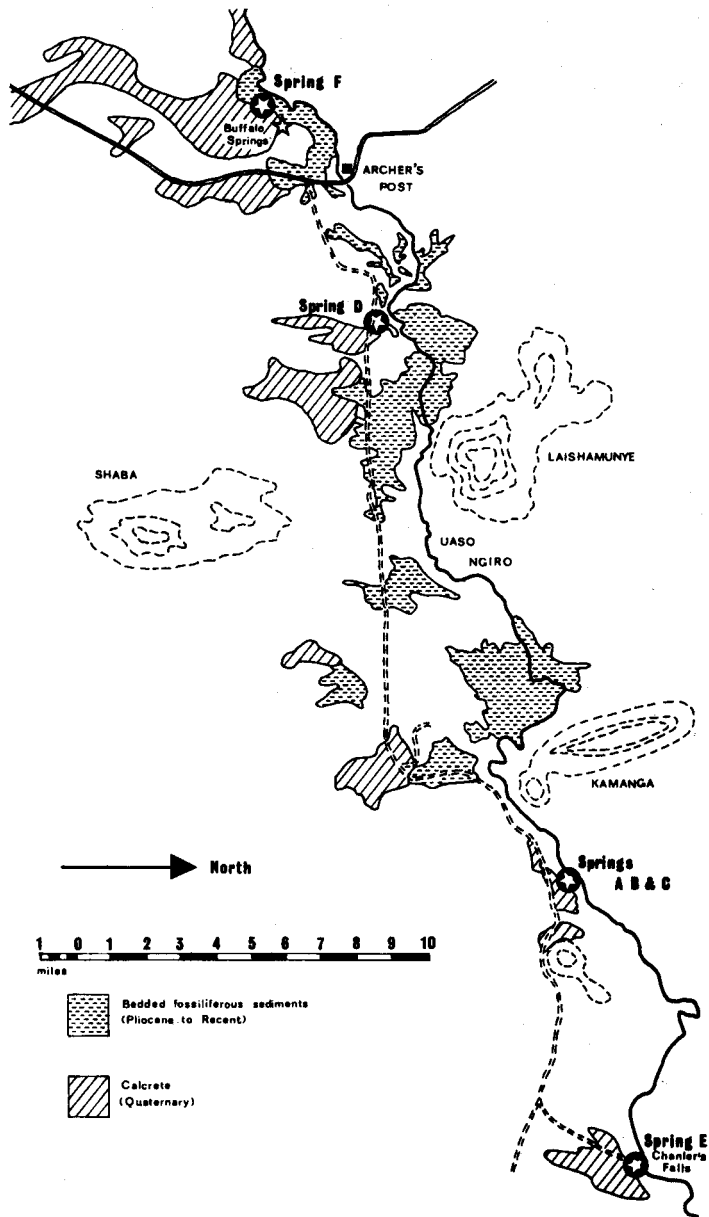 Spring F
Buffalo
Springs
ARCHER'S
POST
Spring D
SHABA
LAISHAMUNYE
UASO
NGIRO
KAMANGA
North
Springs
A B & C
1 0 1 2 3 4 5 6 7 8 9 10
miles
Bedded fossiliferous sediments
(Pliocene to Recent)
Calcrete
(Quaternary)
Spring E
Chanler's
Falls